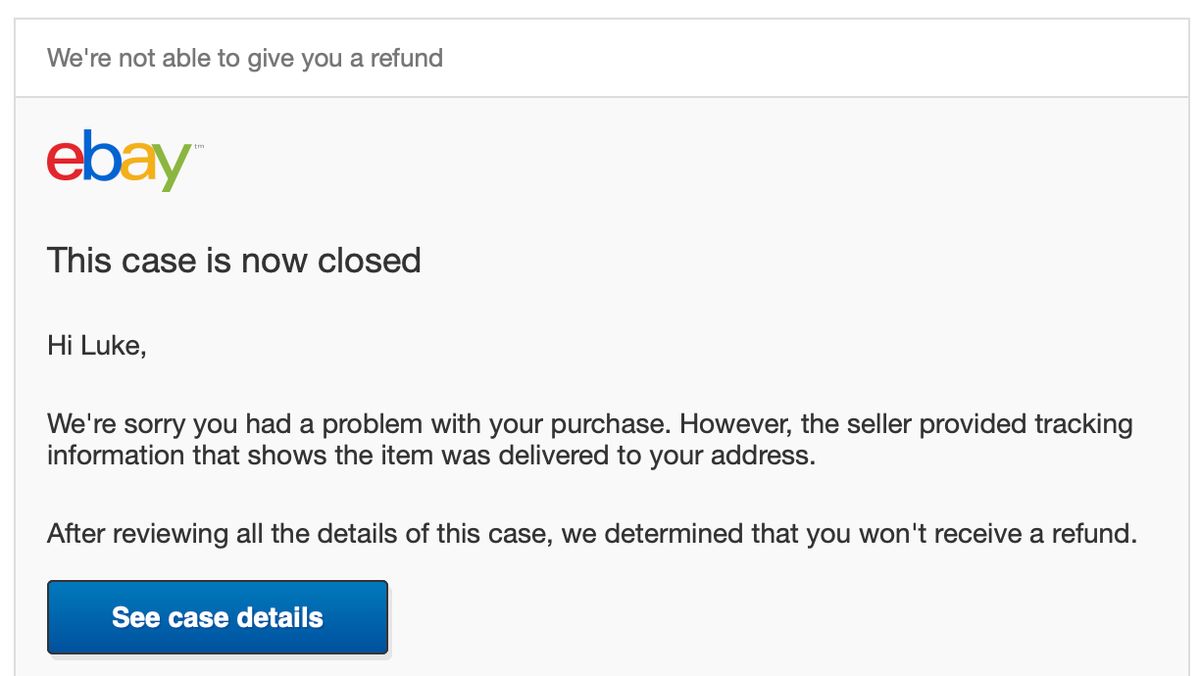 We're not able to give you a refund
ebay™
This case is now closed
Hi Luke,
We're sorry you had a problem with your purchase. However, the seller provided tracking
information that shows the item was delivered to your address.
After reviewing all the details of this case, we determined that you won't receive a refund.
See case details